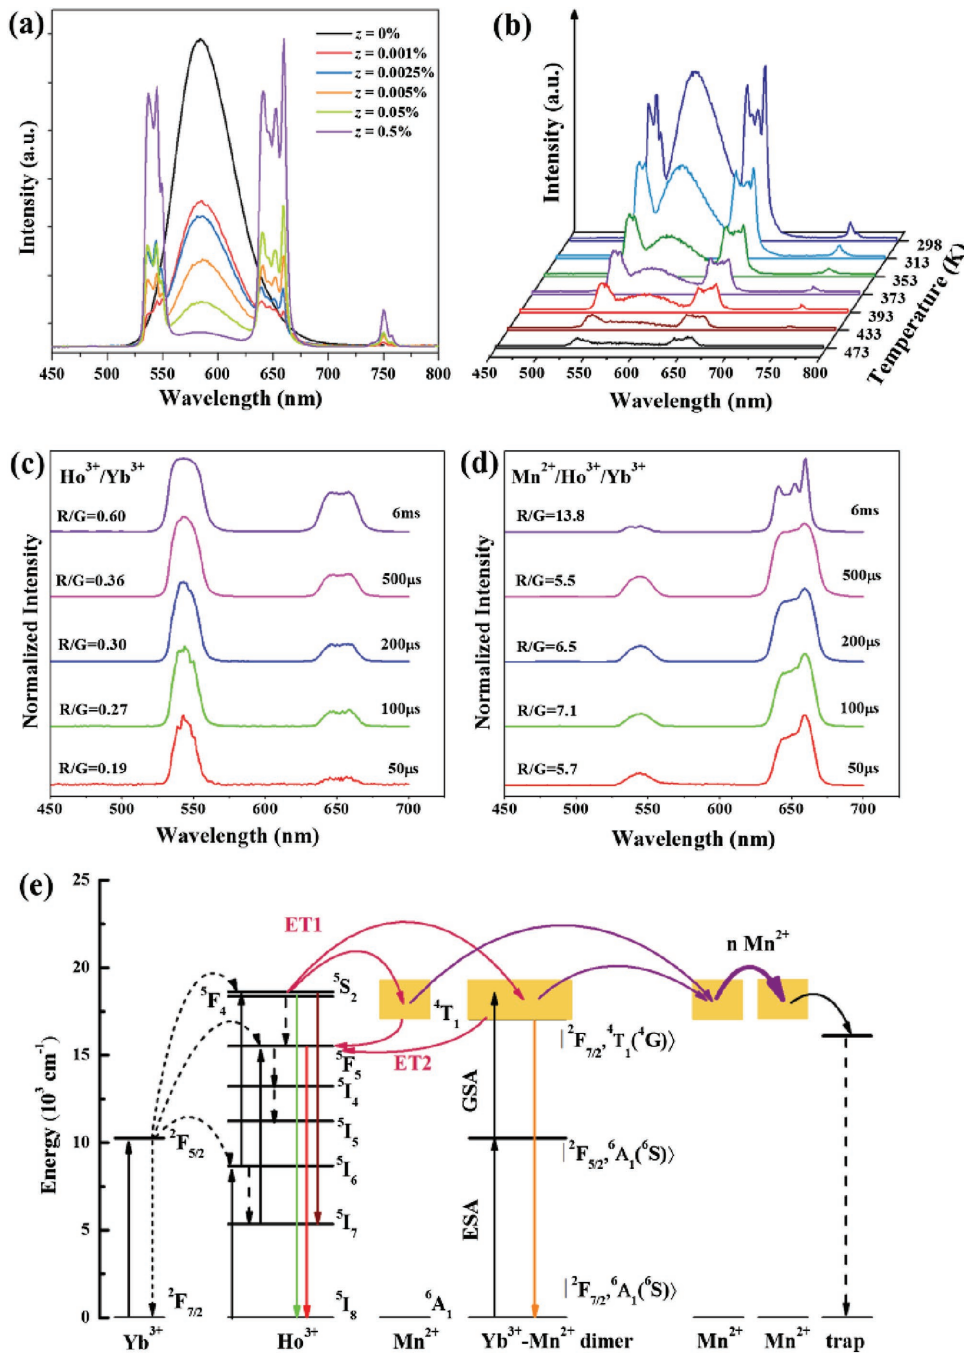 (a)
z = 0%
z = 0.001%
z = 0.0025%
z = 0.005%
z = 0.05%
z = 0.5%
Intensity (a.u.)
450 500 550 600 650 700 750 800
Wavelength (nm)
(b)
Intensity (a.u.)
298
313
353
373
393
433
473
Temperature (K)
450 500 550 600 650 700 750 800
Wavelength (nm)
(c)
Ho³⁺/Yb³⁺
R/G=0.60 6ms
R/G=0.36 500μs
R/G=0.30 200μs
R/G=0.27 100μs
R/G=0.19 50μs
Normalized Intensity
450 500 550 600 650 700
Wavelength (nm)
(d)
Mn²⁺/Ho³⁺/Yb³⁺
R/G=13.8 6ms
R/G=5.5 500μs
R/G=6.5 200μs
R/G=7.1 100μs
R/G=5.7 50μs
Normalized Intensity
450 500 550 600 650 700
Wavelength (nm)
(e)
Energy (10³ cm⁻¹)
25
20
15
10
5
0
ET1
n Mn²⁺
⁵S₂
⁵F₄
⁴T₁
⁵F₅
ET2
|²F₇/₂,⁴T₁(⁴G)⟩
⁵I₄
GSA
⁵I₅
²F₅/₂
|²F₅/₂,⁶A₁(⁶S)⟩
⁵I₆
⁵I₇
ESA
²F₇/₂
⁵I₈
⁶A₁
|²F₇/₂,⁶A₁(⁶S)⟩
Yb³⁺ Ho³⁺ Mn²⁺ Yb³⁺-Mn²⁺ dimer Mn²⁺ Mn²⁺ trap